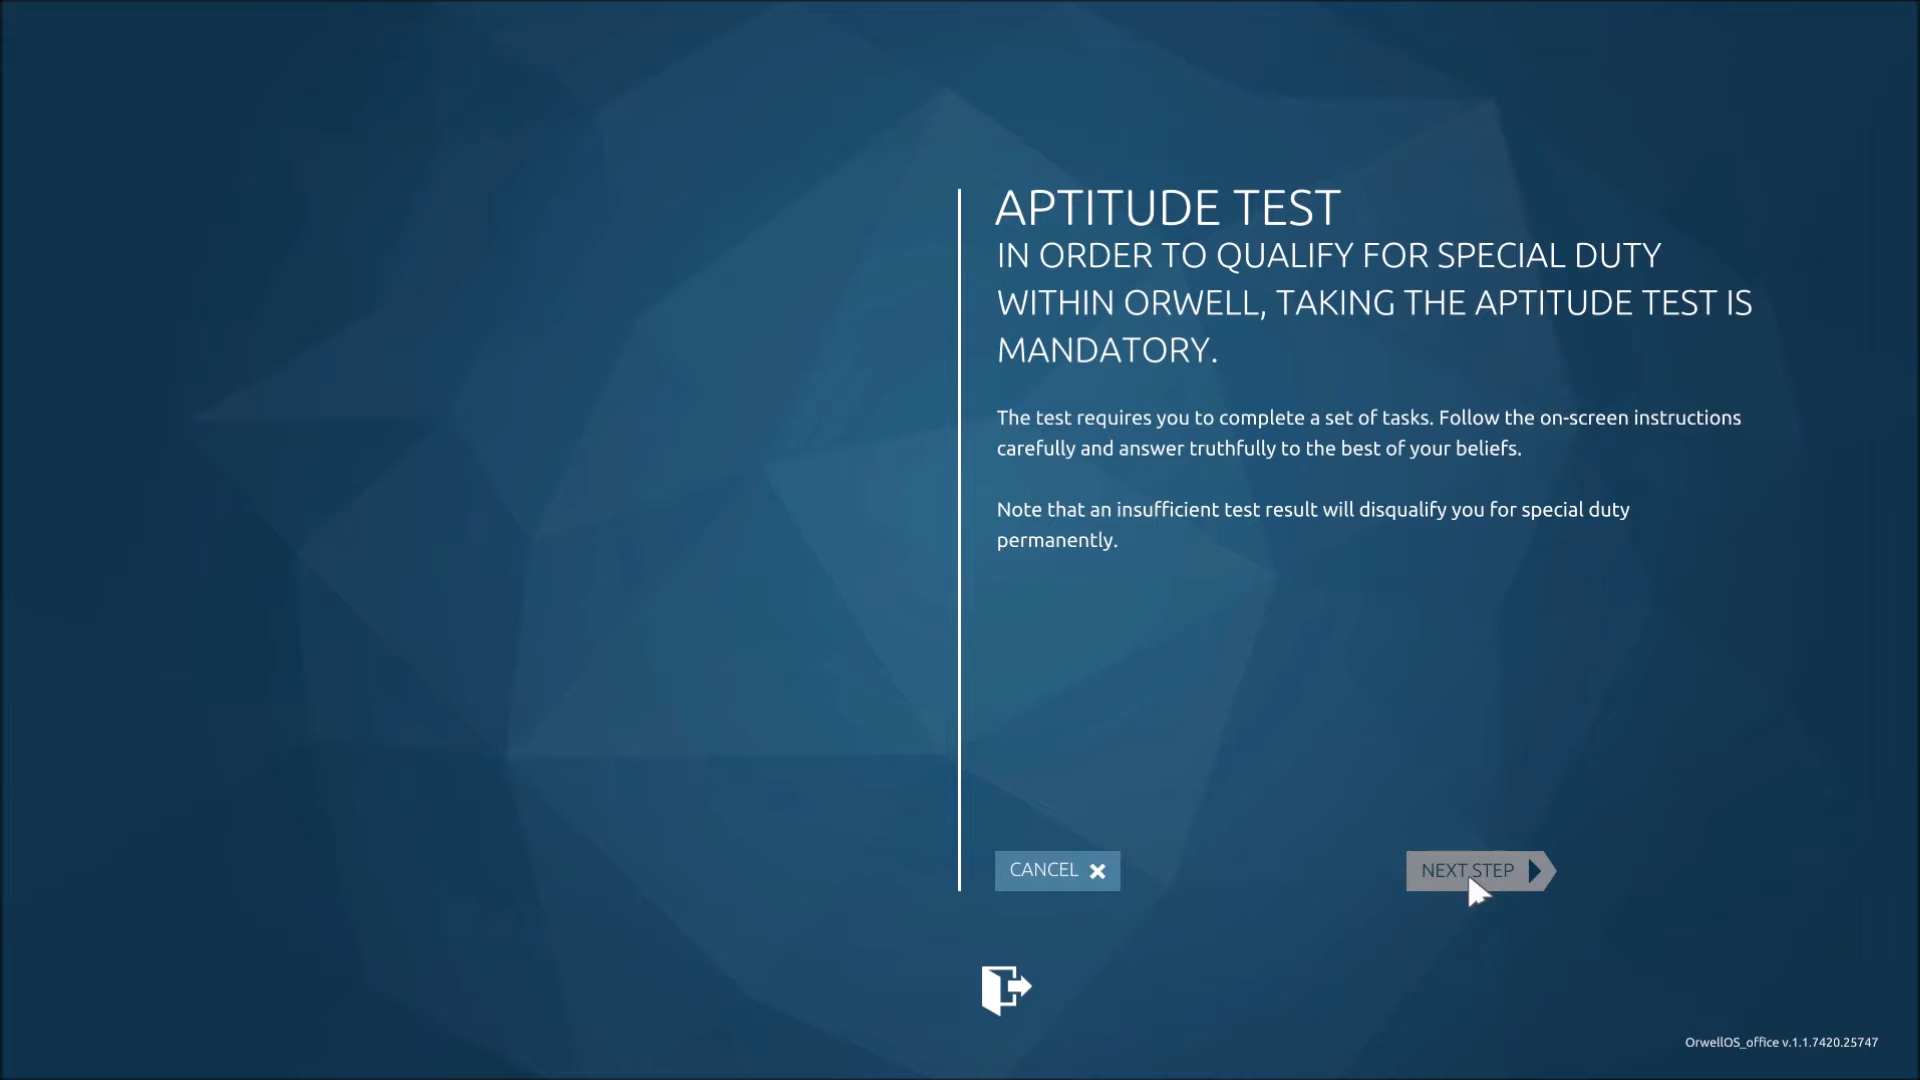 APTITUDE TEST
IN ORDER TO QUALIFY FOR SPECIAL DUTY
WITHIN ORWELL, TAKING THE APTITUDE TEST IS
MANDATORY.
The test requires you to complete a set of tasks. Follow the on-screen instructions
carefully and answer truthfully to the best of your beliefs.
Note that an insufficient test result will disqualify you for special duty
permanently.
CANCEL
NEXT STEP
OrwellOS_office v.1.1.7420.25747